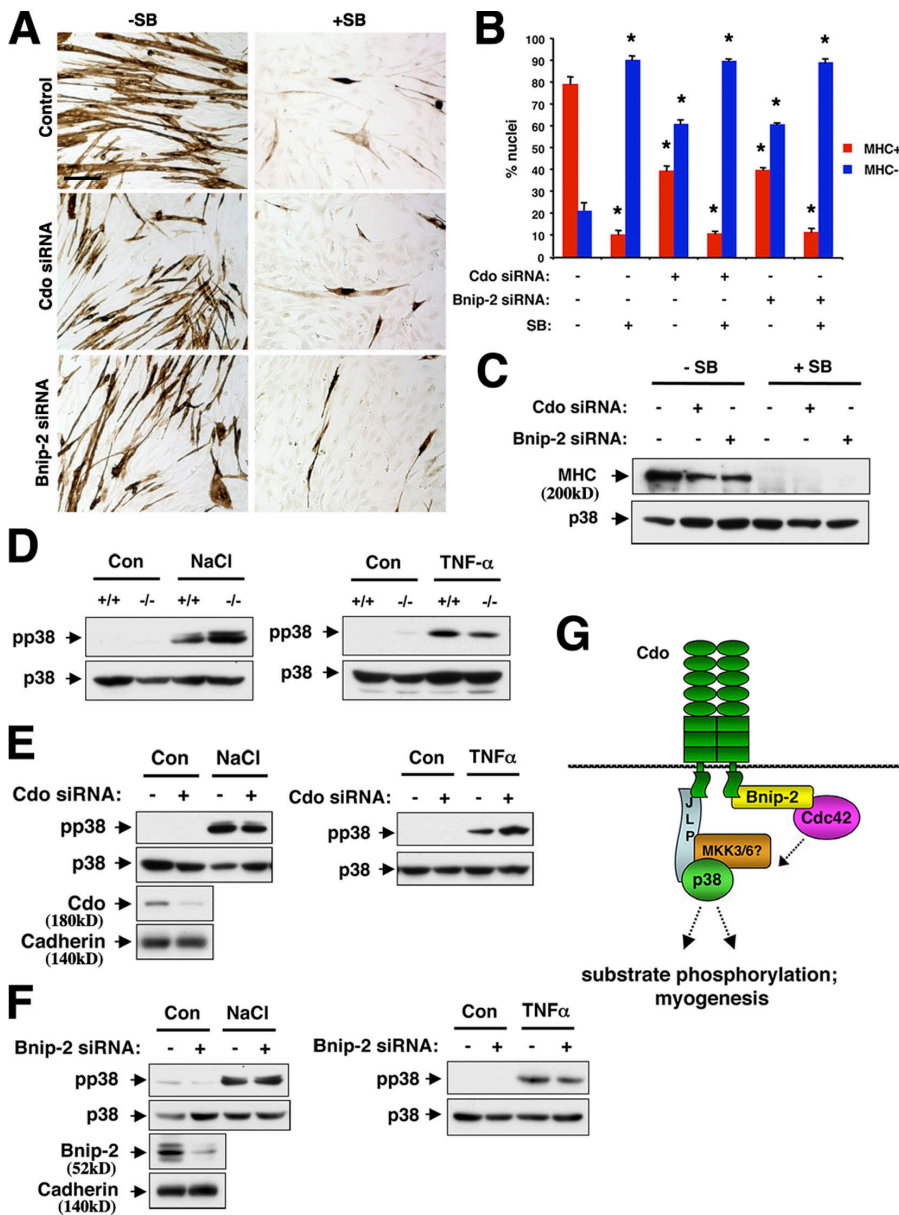 A
-SB +SB
Control
Cdo siRNA
Bnip-2 siRNA
B
% nuclei
100
90
80
70
60
50
40
30
20
10
0
* * * * * * * * * *
MHC+
MHC-
Cdo siRNA: - - + + - -
Bnip-2 siRNA: - - - - + +
SB: - + - + - +
C
- SB + SB
Cdo siRNA: - + - - + -
Bnip-2 siRNA: - - + - - +
MHC
(200kD)
p38
D
Con NaCl
+/+ -/- +/+ -/-
pp38
p38
Con TNF-α
+/+ -/- +/+ -/-
pp38
p38
E
Con NaCl
Cdo siRNA: - + - +
pp38
p38
Cdo
(180kD)
Cadherin
(140kD)
Con TNFα
Cdo siRNA: - + - +
pp38
p38
F
Con NaCl
Bnip-2 siRNA: - + - +
pp38
p38
Bnip-2
(52kD)
Cadherin
(140kD)
Con TNFα
Bnip-2 siRNA: - + - +
pp38
p38
G
Cdo
JLP
Bnip-2
Cdc42
MKK3/6?
p38
substrate phosphorylation;
myogenesis